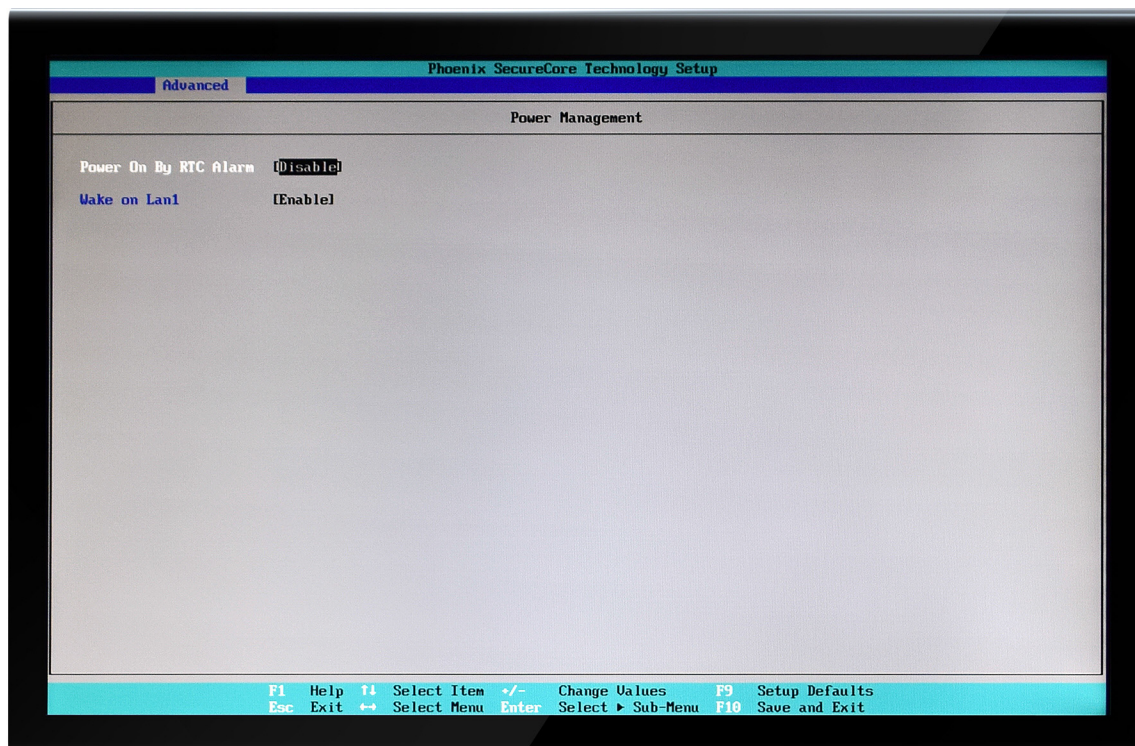 Phoenix SecureCore Technology Setup
Advanced
Power Management
Power On By RTC Alarm [Disable]
Wake on Lan1 [Enable]
F1 Help ↑↓ Select Item +/- Change Values F9 Setup Defaults
Esc Exit ↔ Select Menu Enter Select ▶ Sub-Menu F10 Save and Exit